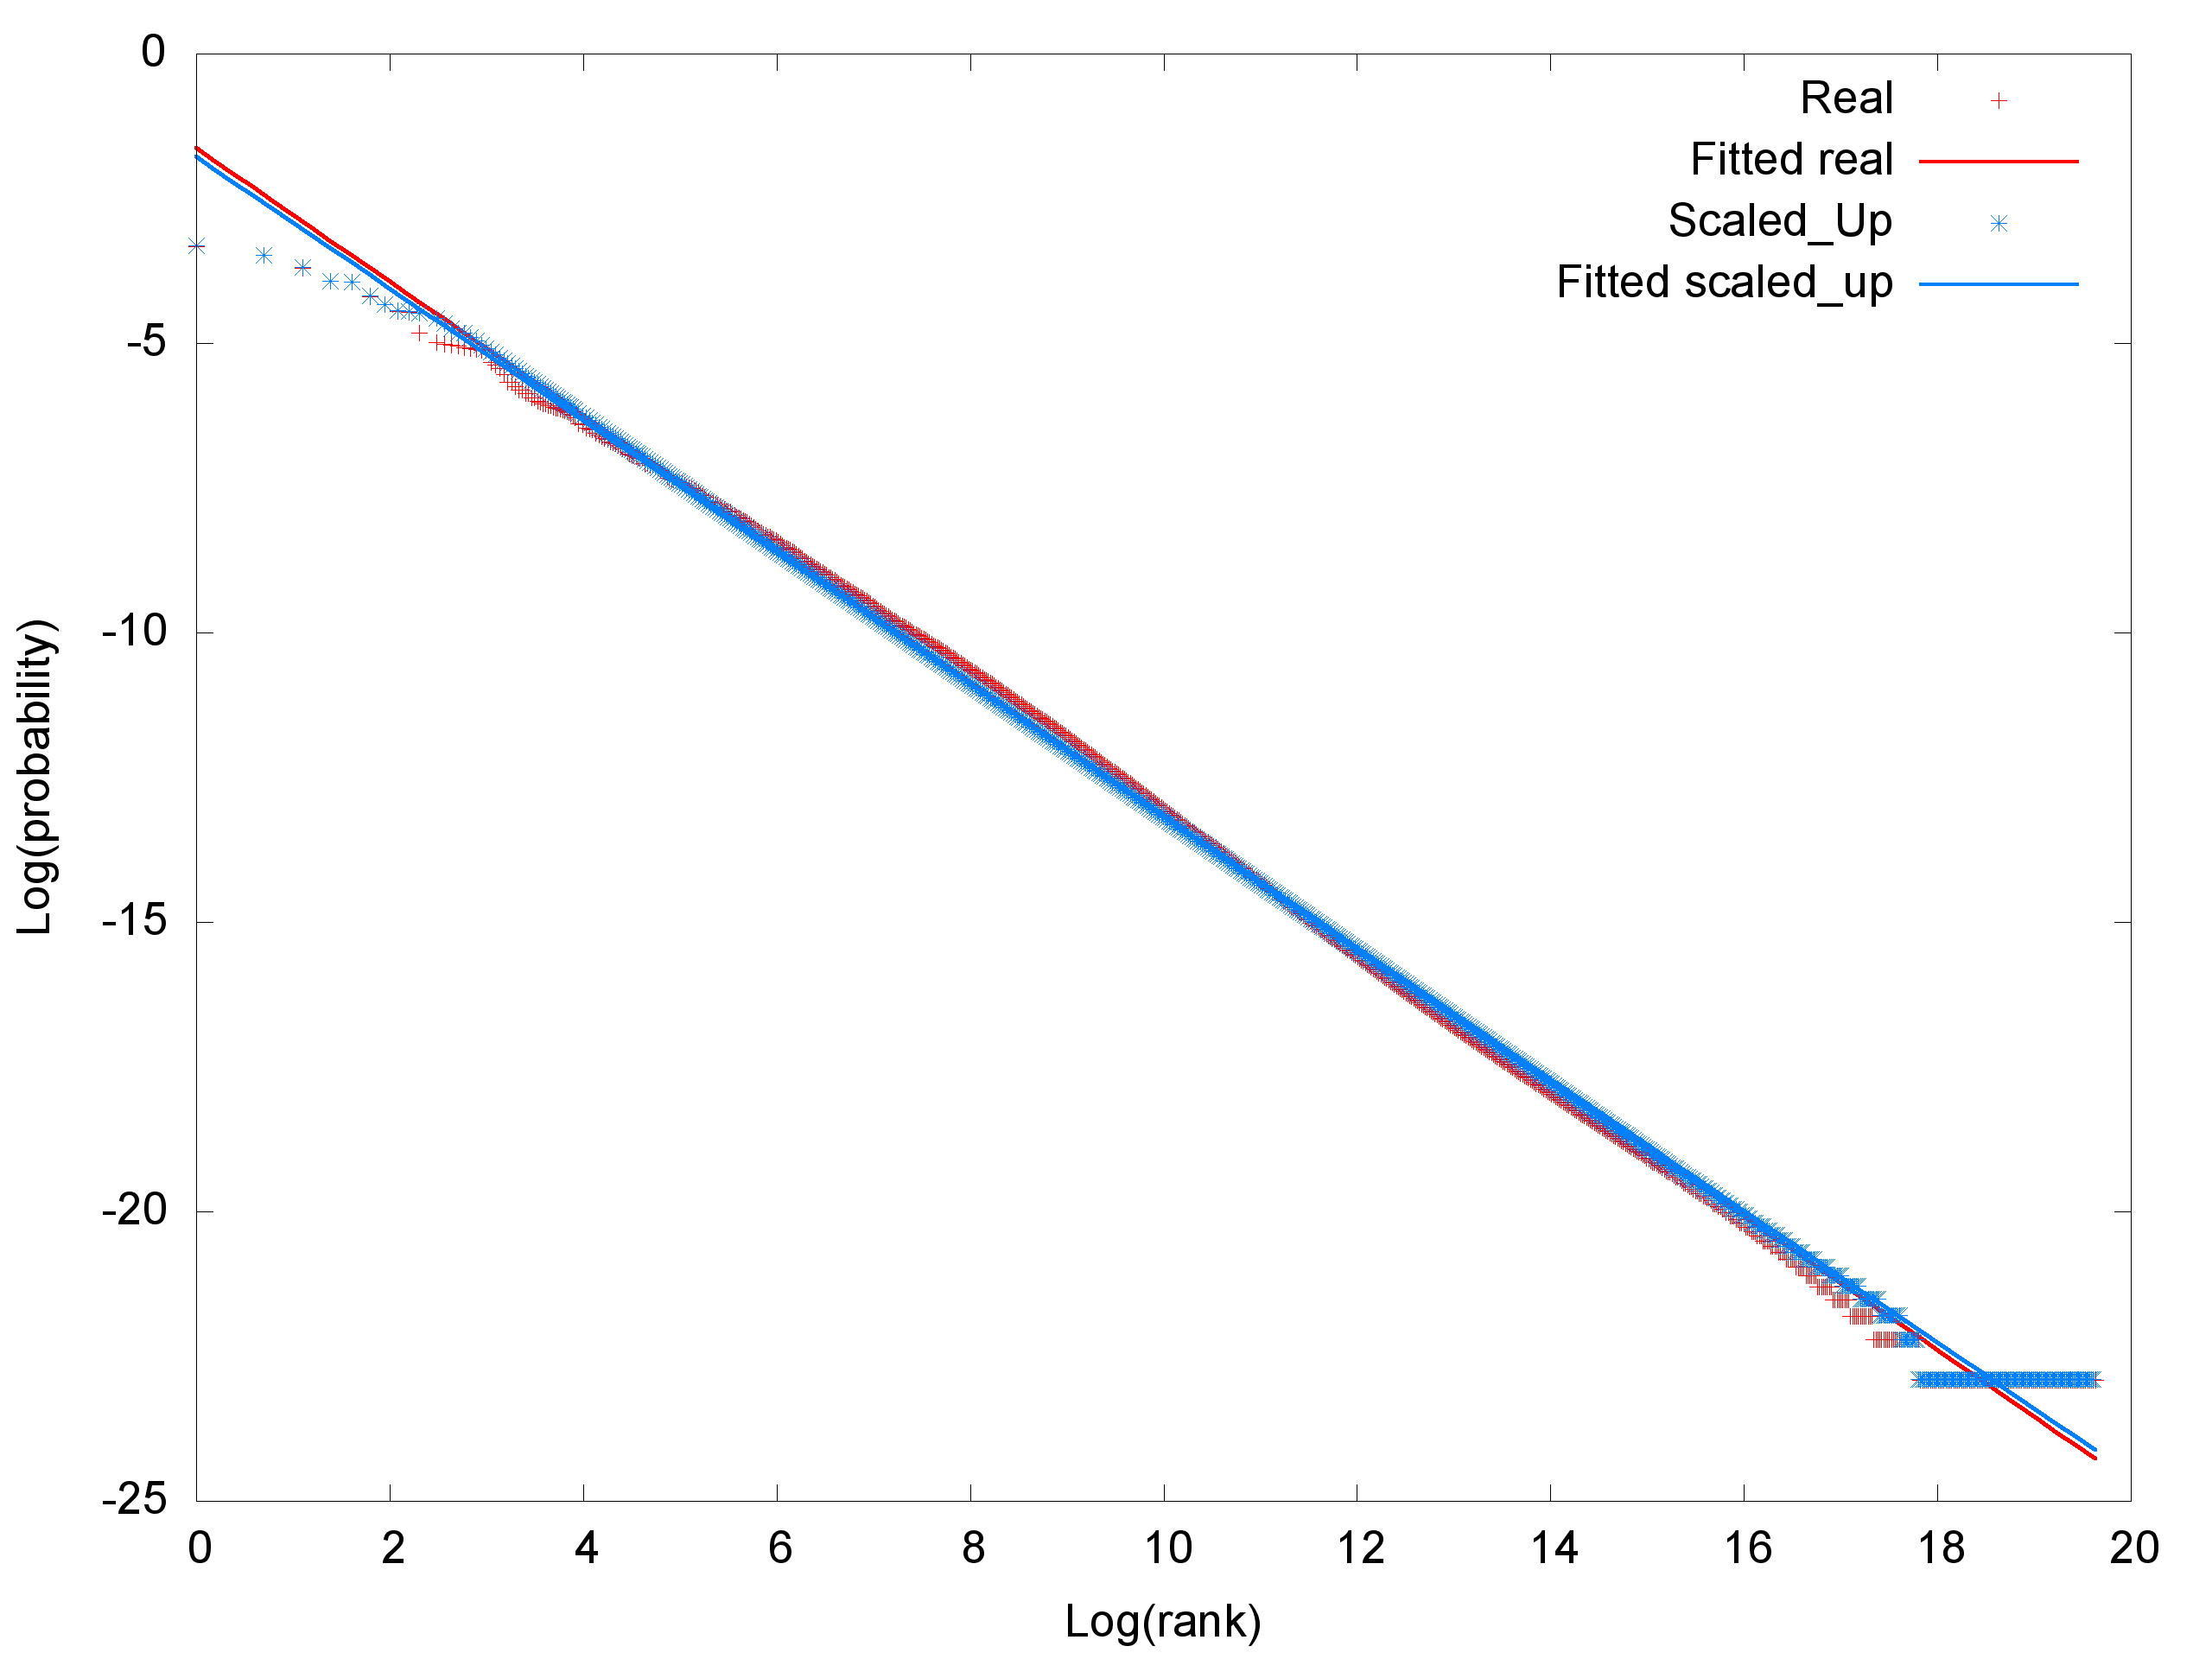 Real
Fitted real
Scaled_Up
Fitted scaled_up
0
-5
-10
-15
-20
-25
Log(probability)
0 2 4 6 8 10 12 14 16 18 20
Log(rank)